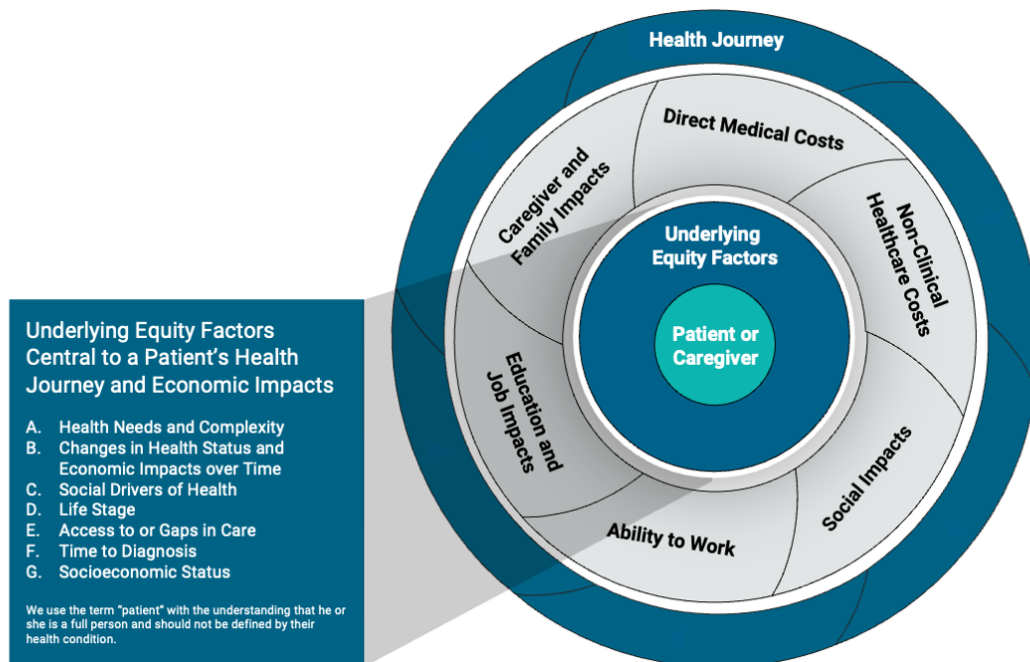 Health Journey
Direct Medical Costs
Caregiver and
Family Impacts
Non-Clinical
Healthcare Costs
Underlying
Equity Factors
Patient or
Caregiver
Education and
Job Impacts
Social Impacts
Ability to Work
Underlying Equity Factors
Central to a Patient’s Health
Journey and Economic Impacts
A. Health Needs and Complexity
B. Changes in Health Status and
Economic Impacts over Time
C. Social Drivers of Health
D. Life Stage
E. Access to or Gaps in Care
F. Time to Diagnosis
G. Socioeconomic Status
We use the term “patient” with the understanding that he or
she is a full person and should not be defined by their
health condition.